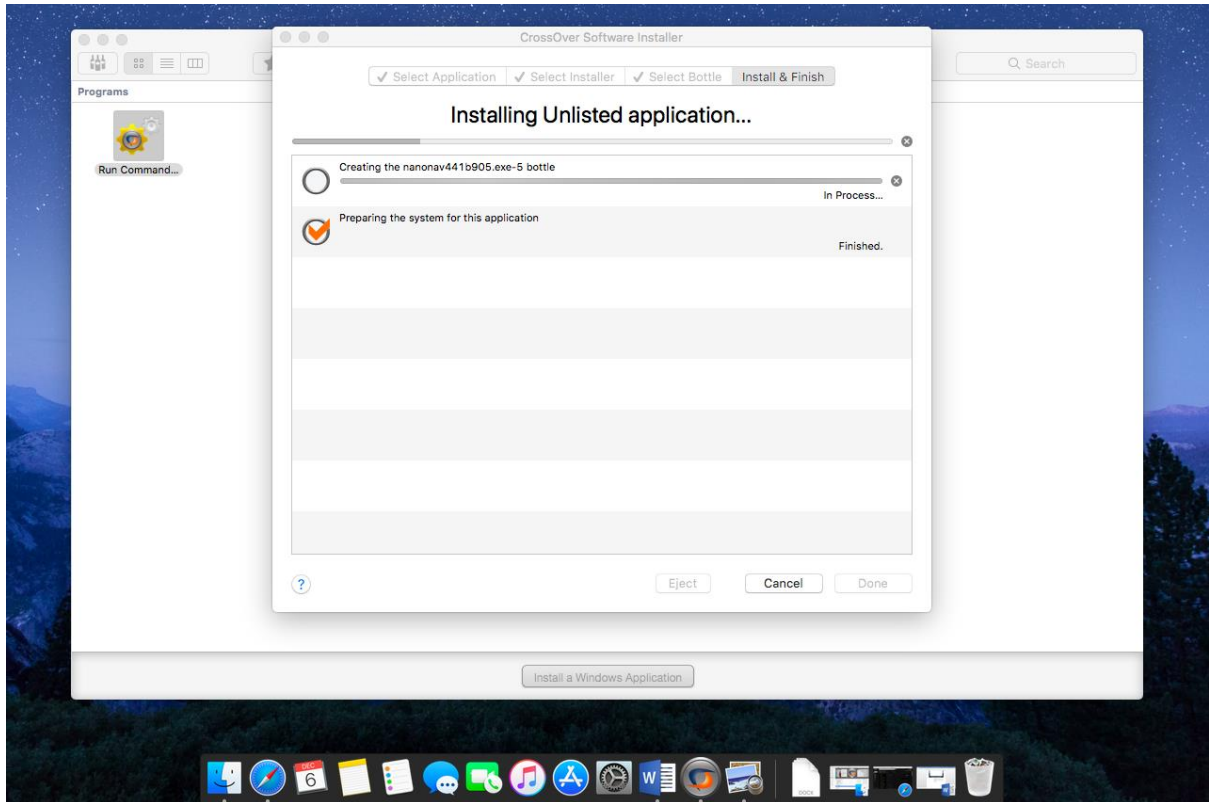 CrossOver Software Installer
Search
✓ Select Application ✓ Select Installer ✓ Select Bottle Install & Finish
Programs
Installing Unlisted application...
Creating the nanonav441b905.exe-5 bottle
In Process...
Run Command...
Preparing the system for this application
Finished.
?
Eject Cancel Done
Install a Windows Application
DEC
6
W
DOCX